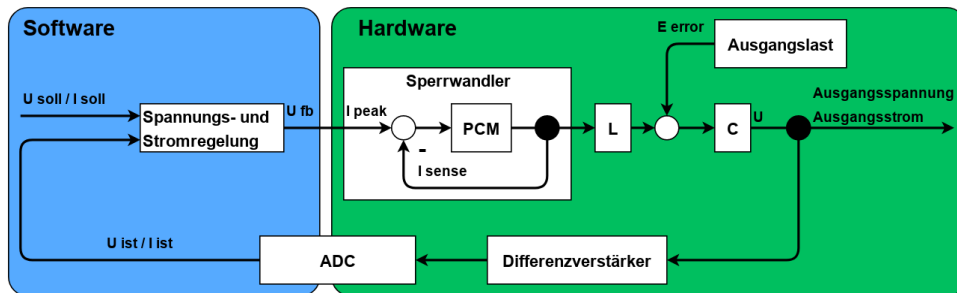 Software
Hardware
E error
Ausgangslast
Sperrwandler
U soll / I soll
Spannungs- und
Stromregelung
U fb
I peak
PCM
-
I sense
L
C
U
Ausgangsspannung
Ausgangsstrom
U ist / I ist
ADC
Differenzverstärker